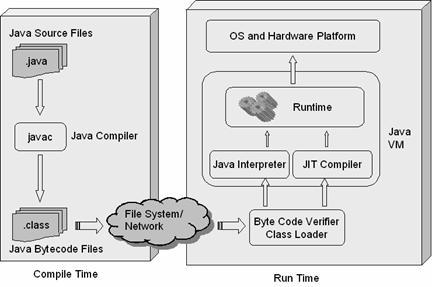 Java Source Files
.java
javac
Java Compiler
.class
Java Bytecode Files
Compile Time
File System/
Network
OS and Hardware Platform
Runtime
Java
VM
Java Interpreter
JIT Compiler
Byte Code Verifier
Class Loader
Run Time